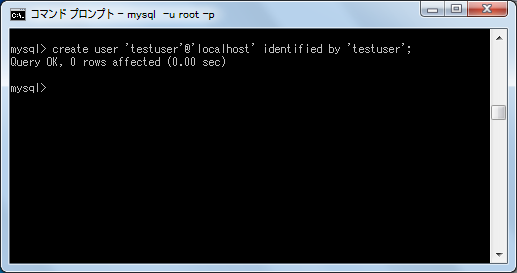 コマンド プロンプト - mysql -u root -p
mysql> create user 'testuser'@'localhost' identified by 'testuser';
Query OK, 0 rows affected (0.00 sec)
mysql>